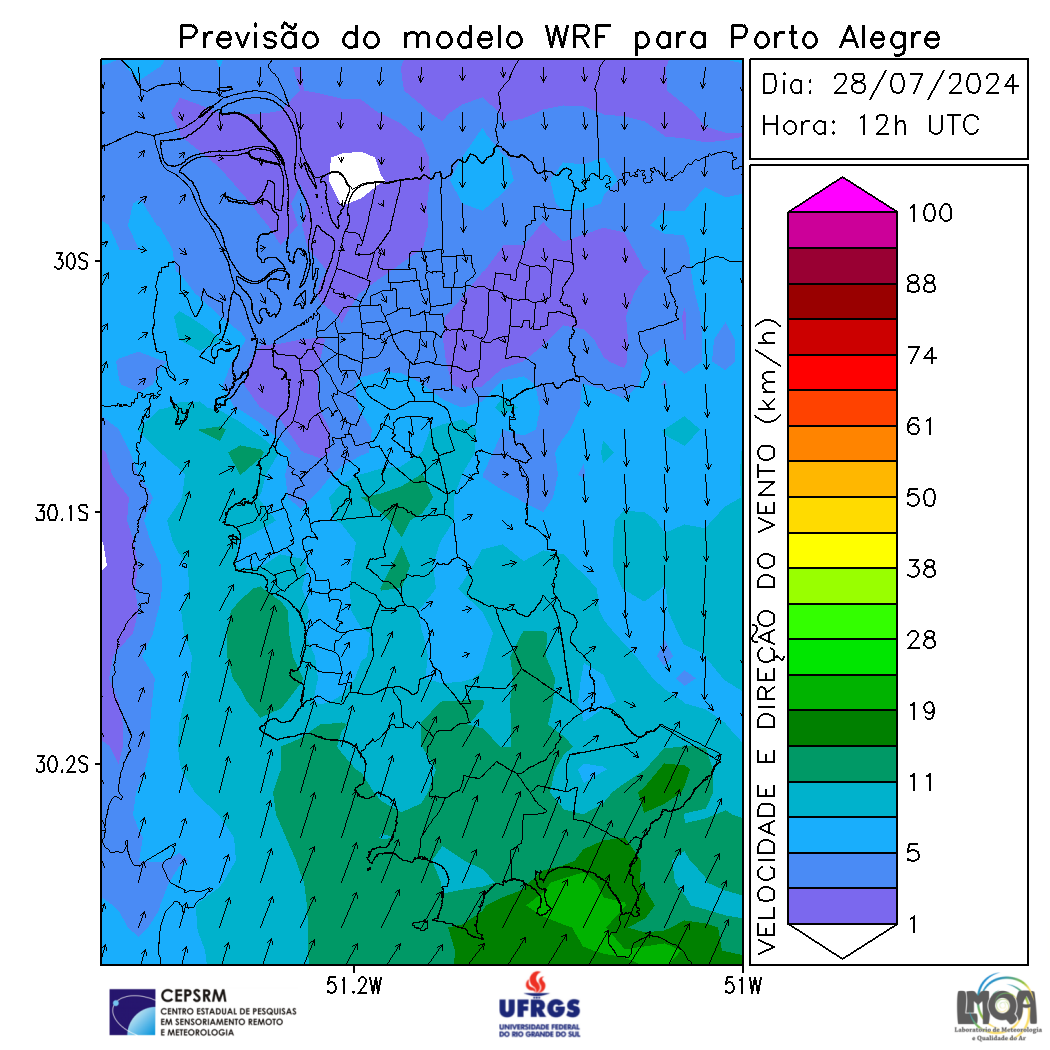 Previsão do modelo WRF para Porto Alegre
Dia: 28/07/2024
Hora: 12h UTC
30S
30.1S
30.2S
51.2W
51W
VELOCIDADE E DIREÇÃO DO VENTO (km/h)
100
88
74
61
50
38
28
19
11
5
1
CEPSRM
CENTRO ESTADUAL DE PESQUISAS
EM SENSORIAMENTO REMOTO
E METEOROLOGIA
UFRGS
UNIVERSIDADE FEDERAL
DO RIO GRANDE DO SUL
LMQA
Laboratório de Meteorologia
e Qualidade do Ar